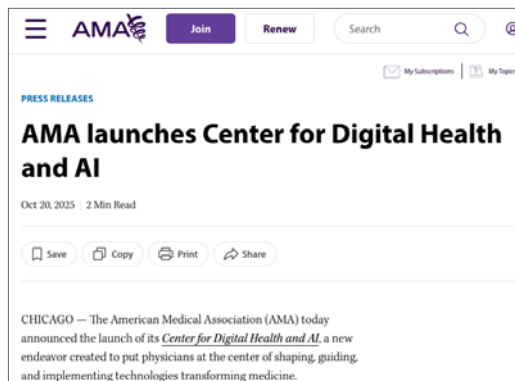 AMA
Join
Renew
Search
My Subscriptions
My Topics
PRESS RELEASES
AMA launches Center for Digital Health
and AI
Oct 20, 2025 | 2 Min Read
Save
Copy
Print
Share
CHICAGO — The American Medical Association (AMA) today
announced the launch of its Center for Digital Health and AI, a new
endeavor created to put physicians at the center of shaping, guiding,
and implementing technologies transforming medicine.